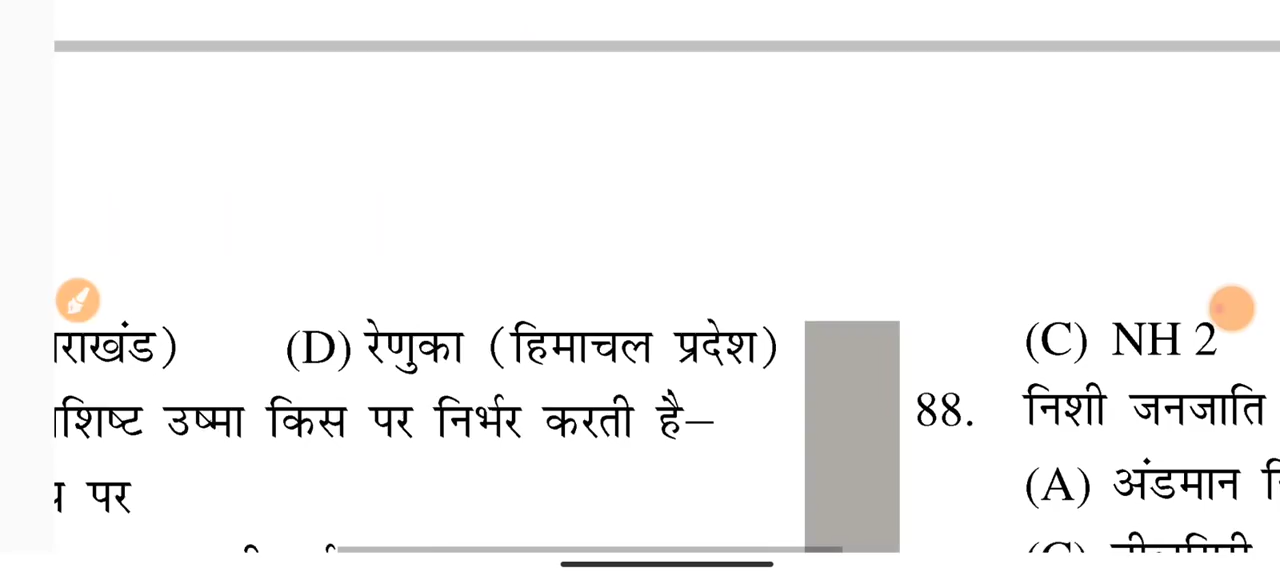 (D) रेणुका (हिमाचल प्रदेश)
उष्मा किस पर निर्भर करती है–
पर
(C) NH 2
88. निशी जनजाति
(A) अंडमान